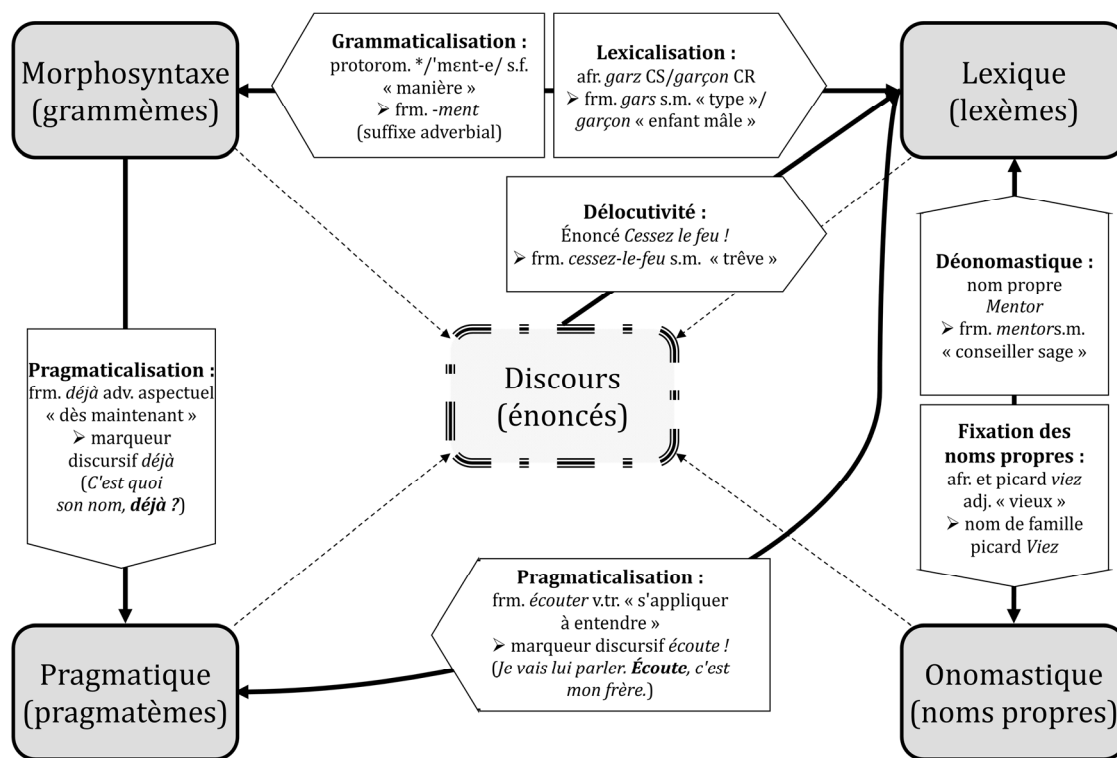 Morphosyntaxe
(grammèmes)
Grammaticalisation :
protorom. */'mɛnt-e/ s.f.
« manière »
➢ frm. -ment
(suffixe adverbial)
Lexicalisation :
afr. garz CS/garçon CR
➢ frm. gars s.m. « type »/
garçon « enfant mâle »
Lexique
(lexèmes)
Délocutivité :
Énoncé Cessez le feu !
➢ frm. cessez-le-feu s.m. « trêve »
Déonomastique :
nom propre
Mentor
➢ frm. mentors.m.
« conseiller sage »
Pragmaticalisation :
frm. déjà adv. aspectuel
« dès maintenant »
➢ marqueur
discursif déjà
(C'est quoi
son nom, déjà ?)
Discours
(énoncés)
Fixation des
noms propres :
afr. et picard viez
adj. « vieux »
➢ nom de famille
picard Viez
Pragmaticalisation :
frm. écouter v.tr. « s'appliquer
à entendre »
➢ marqueur discursif écoute !
(Je vais lui parler. Écoute, c'est
mon frère.)
Pragmatique
(pragmatèmes)
Onomastique
(noms propres)